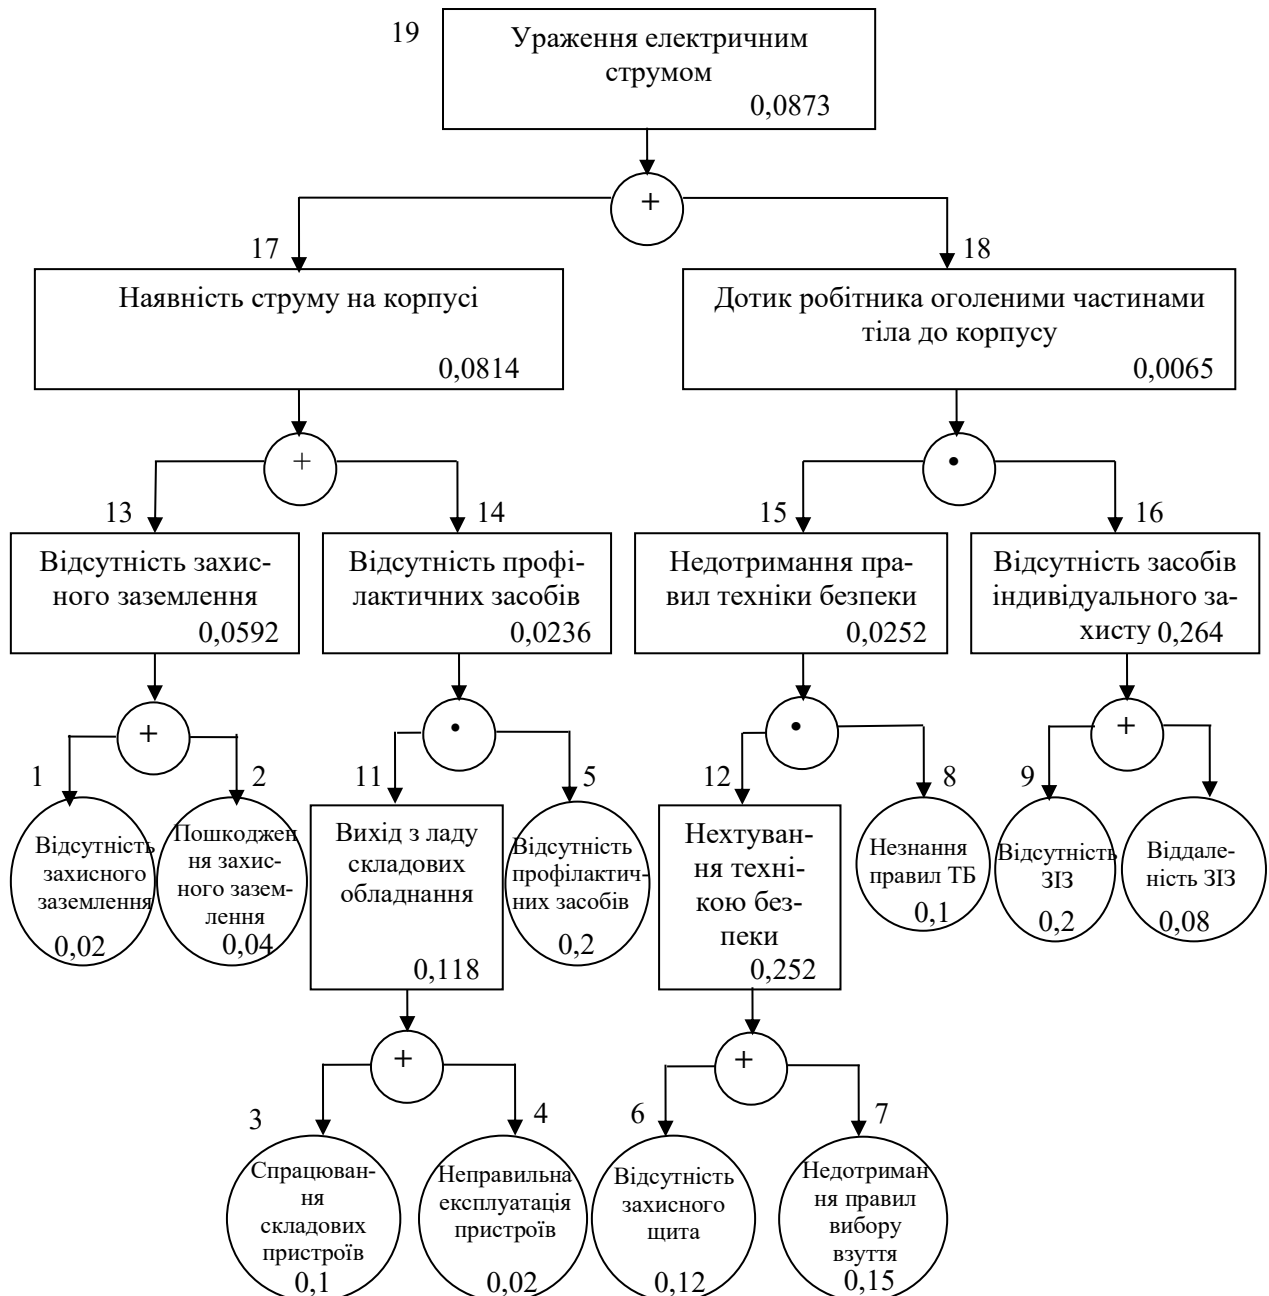 19
Ураження електричним
струмом
0,0873
+
17
18
Наявність струму на корпусі
0,0814
Дотик робітника оголеними частинами
тіла до корпусу
0,0065
+
•
13
14
15
16
Відсутність захис-
ного заземлення
0,0592
Відсутність профі-
лактичних засобів
0,0236
Недотримання пра-
вил техніки безпеки
0,0252
Відсутність засобів
індивідуального за-
хисту 0,264
+
•
•
+
1
2
11
5
12
8
9
Відсутність
захисного
заземлення
0,02
Пошкоджен
ня захис-
ного зазем-
лення
0,04
Вихід з ладу
складових
обладнання
0,118
Відсутність
профілактич-
них засобів
0,2
Нехтуван-
ня техні-
кою без-
пеки
0,252
Незнання
правил ТБ
0,1
Відсутність
ЗІЗ
0,2
Віддале-
ність ЗІЗ
0,08
+
+
3
4
6
7
Спрацюван-
ня
складових
пристроїв
0,1
Неправильна
експлуатація
пристроїв
0,02
Відсутність
захисного
щита
0,12
Недотриман
ня правил
вибору
взуття
0,15